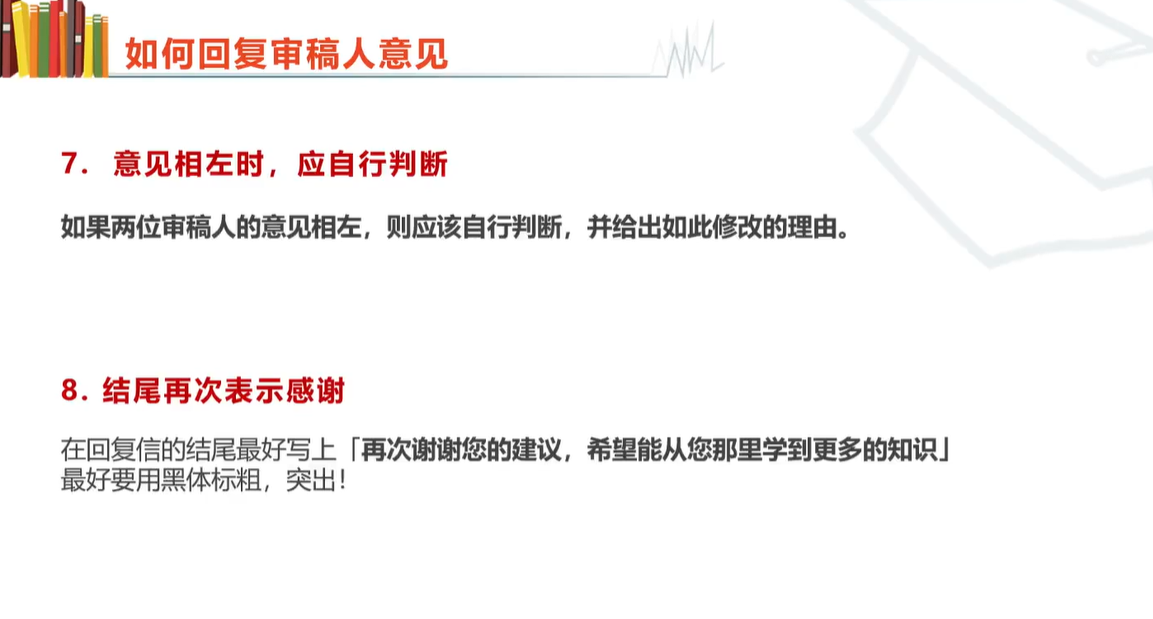 如何回复审稿人意见
7. 意见相左时，应自行判断
如果两位审稿人的意见相左，则应该自行判断，并给出如此修改的理由。
8. 结尾再次表示感谢
在回复信的结尾最好写上「再次谢谢您的建议，希望能从您那里学到更多的知识」
最好要用黑体标粗，突出！